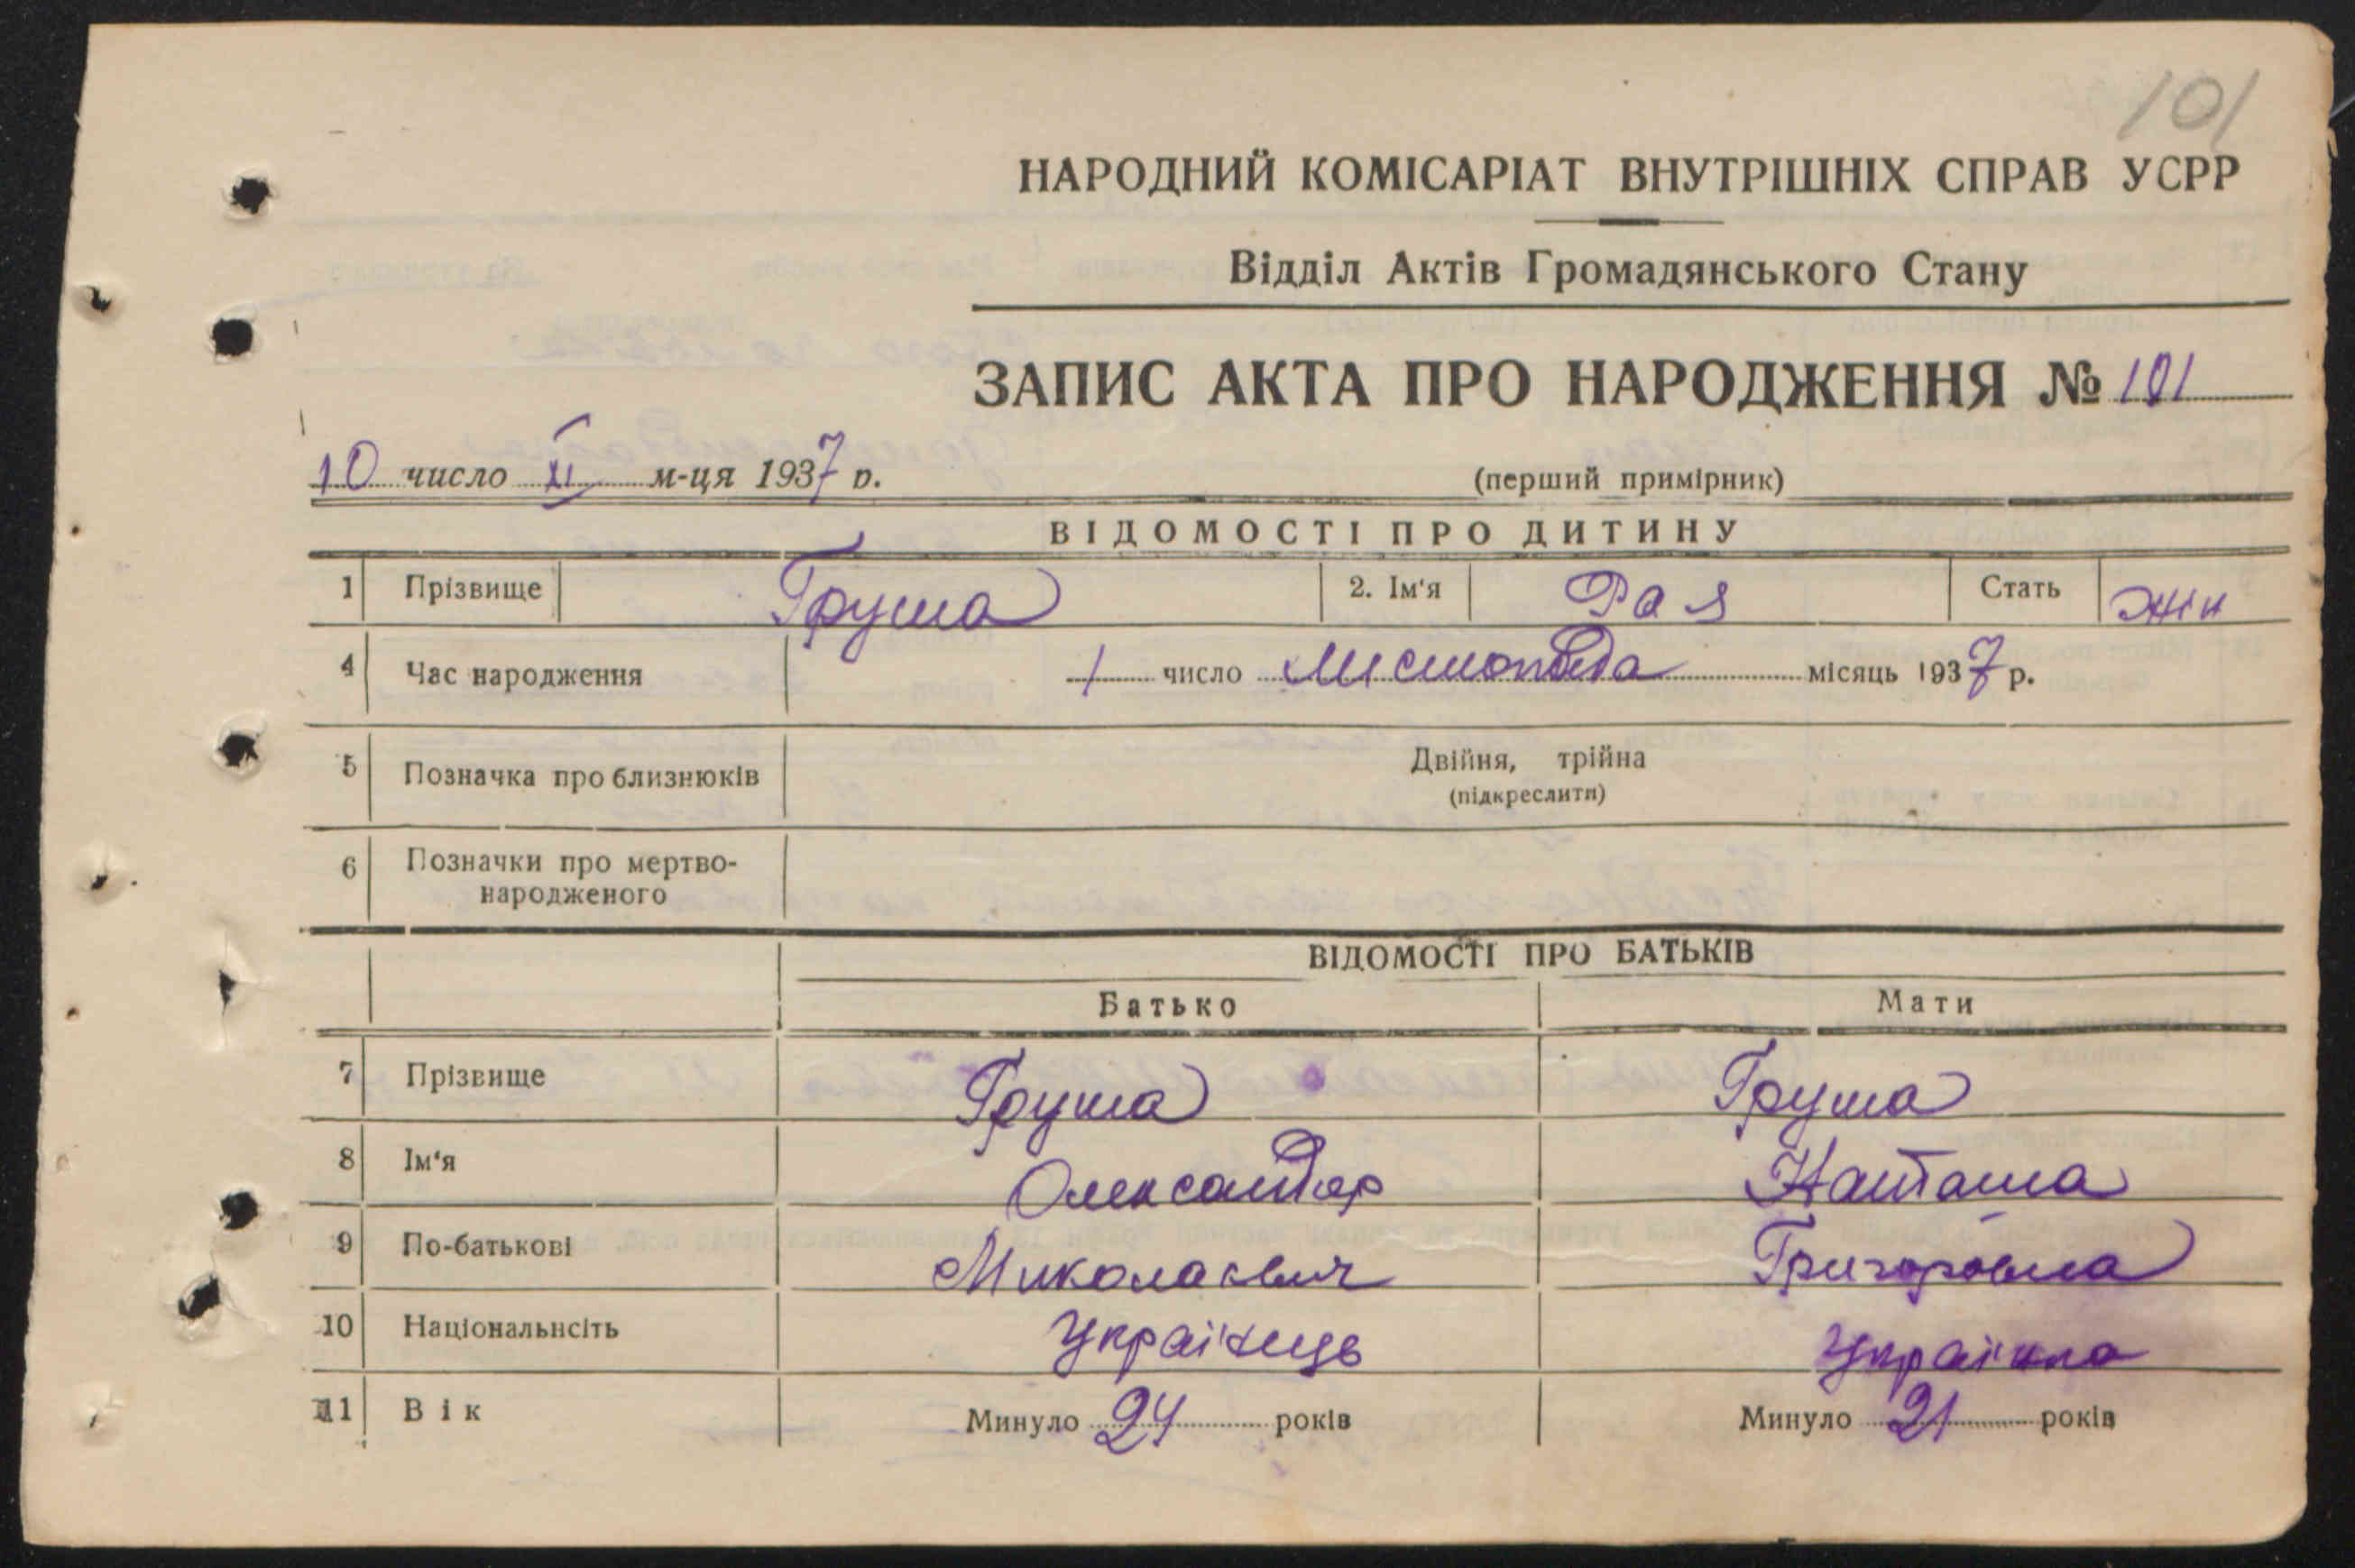 101
НАРОДНИЙ КОМІСАРІАТ ВНУТРІШНІХ СПРАВ УСРР
Відділ Актів Громадянського Стану
ЗАПИС АКТА ПРО НАРОДЖЕННЯ № 101
10 число XI м-ця 1937 р.
(перший примірник)
ВІДОМОСТІ ПРО ДИТИНУ
1 Прізвище Груша 2. Ім'я Рая Стать жін
4 Час народження 1 число Листопада місяць 1937 р.
5 Позначка про близнюків Двійня, трійна
(підкреслити)
6 Позначки про мертво-
народженого
ВІДОМОСТІ ПРО БАТЬКІВ
Батько Мати
7 Прізвище Груша Груша
8 Ім'я Олександер Наташа
9 По-батькові Миколаєвич Григоровна
10 Національнсіть Українець Українка
11 Вік Минуло 24 років Минуло 21 років